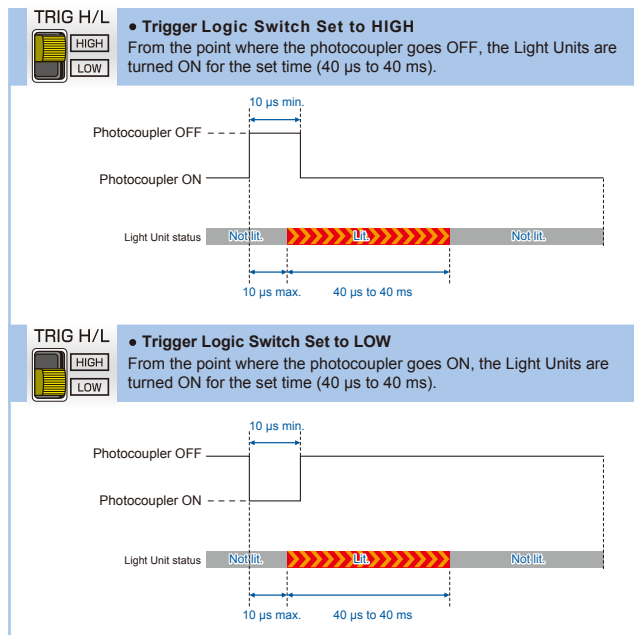 TRIG H/L
HIGH
LOW
● Trigger Logic Switch Set to HIGH
From the point where the photocoupler goes OFF, the Light Units are
turned ON for the set time (40 µs to 40 ms).
10 µs min.
Photocoupler OFF
Photocoupler ON
Light Unit status
Not lit.
Lit.
Not lit.
10 µs max.
40 µs to 40 ms
TRIG H/L
HIGH
LOW
● Trigger Logic Switch Set to LOW
From the point where the photocoupler goes ON, the Light Units are
turned ON for the set time (40 µs to 40 ms).
10 µs min.
Photocoupler OFF
Photocoupler ON
Light Unit status
Not lit.
Lit.
Not lit.
10 µs max.
40 µs to 40 ms